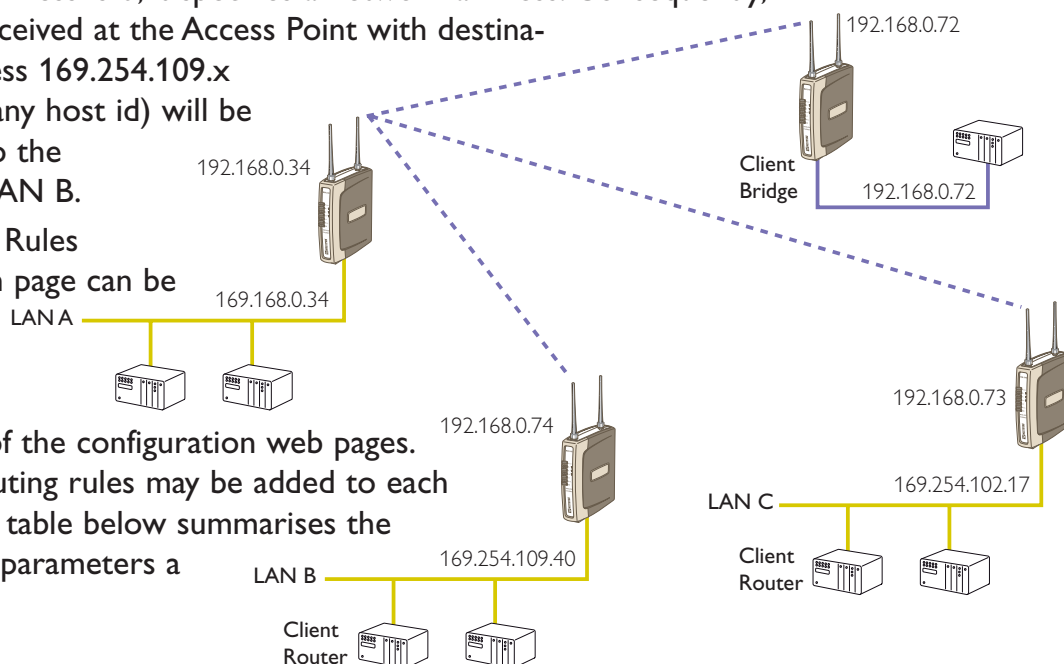 ceived at the Access Point with destina-
ess 169.254.109.x
any host id) will be
the
AN B.
Rules
page can be
of the configuration web pages.
uting rules may be added to each
table below summarises the
parameters a
192.168.0.72
Client
Bridge
192.168.0.72
192.168.0.34
169.168.0.34
LAN A
192.168.0.74
169.254.109.40
LAN B
Client
Router
192.168.0.73
169.254.102.17
LAN C
Client
Router